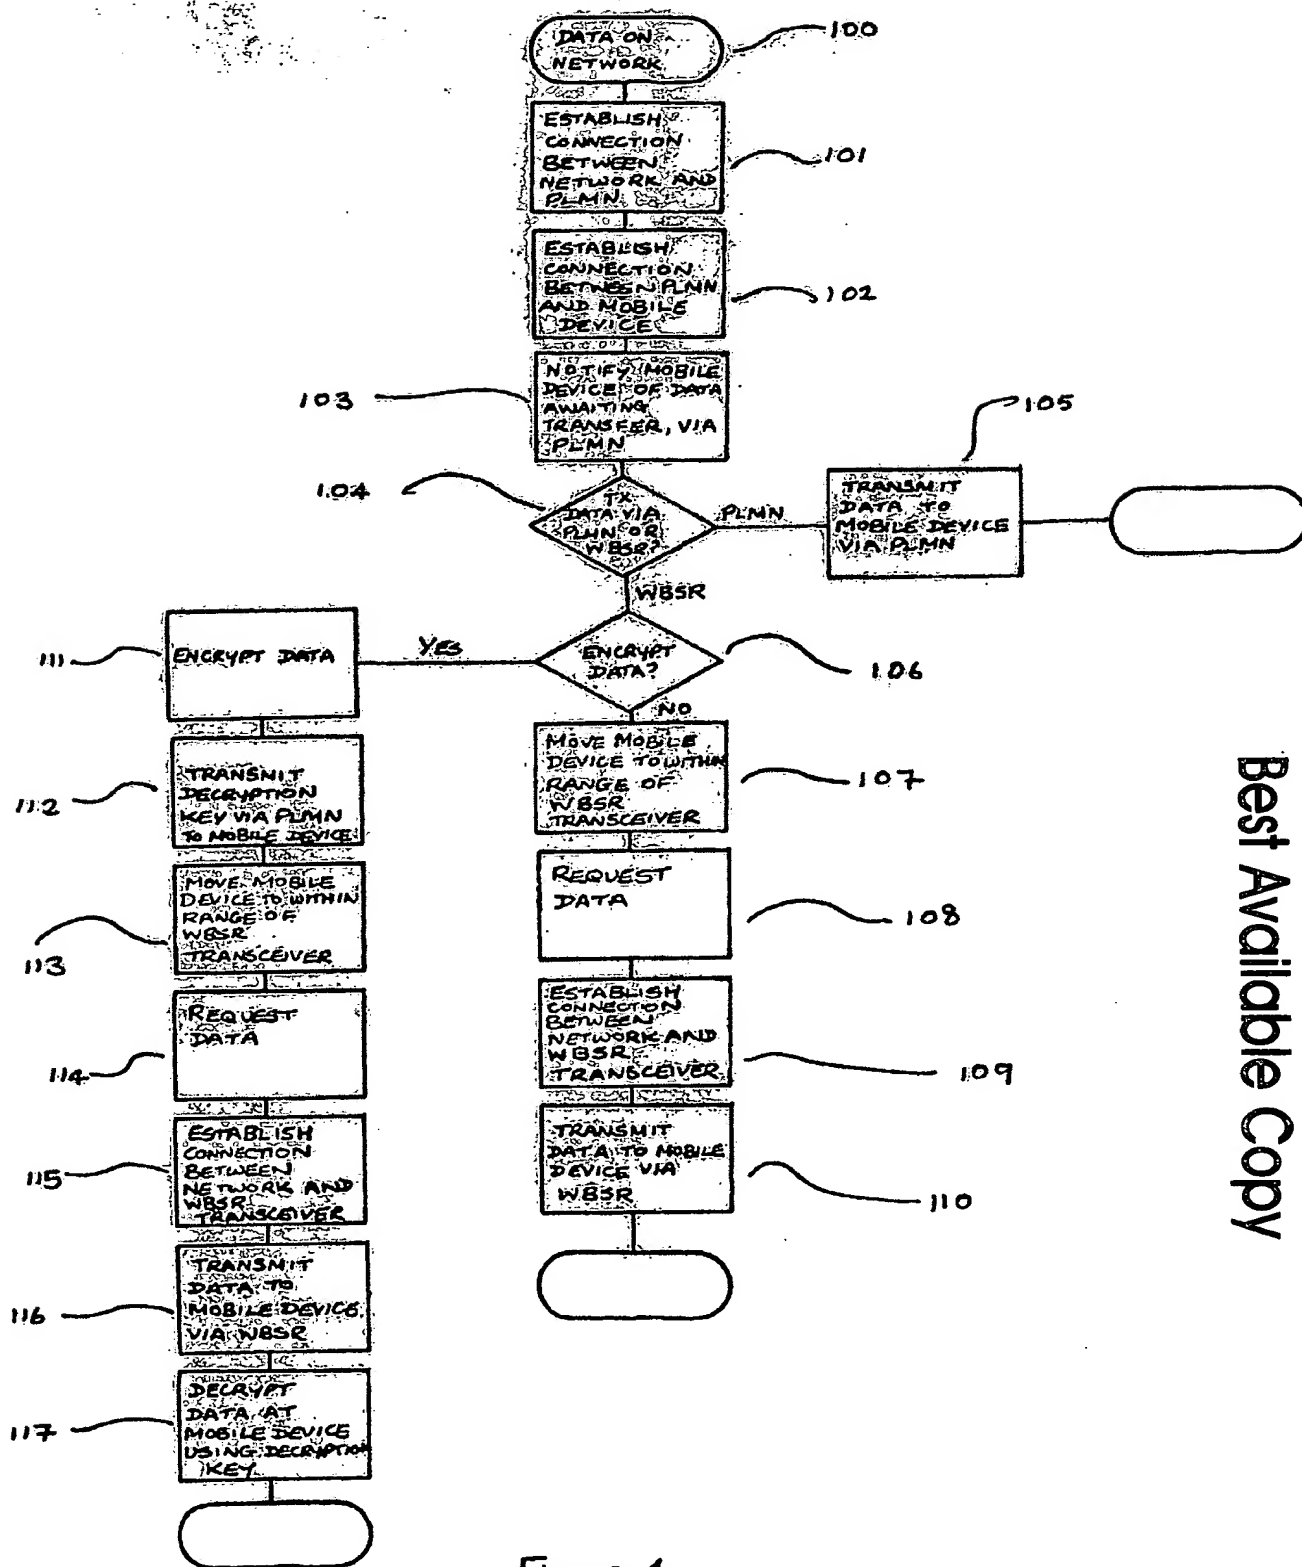 DATA ON
NETWORK
100
ESTABLISH
CONNECTION
BETWEEN
NETWORK AND
PLMN
101
ESTABLISH
CONNECTION
BETWEEN PLMN
AND MOBILE
DEVICE
102
NOTIFY MOBILE
DEVICE OF DATA
AWAITING
TRANSFER, VIA
PLMN
103
TX
DATA VIA
PLMN OR
WBSR?
104
PLMN
TRANSMIT
DATA TO
MOBILE DEVICE
VIA PLMN
105
WBSR
ENCRYPT
DATA?
106
YES
NO
MOVE MOBILE
DEVICE TO WITHIN
RANGE OF
WBSR
TRANSCEIVER
107
REQUEST
DATA
108
ESTABLISH
CONNECTION
BETWEEN
NETWORK AND
WBSR
TRANSCEIVER
109
TRANSMIT
DATA TO MOBILE
DEVICE VIA
WBSR
110
ENCRYPT DATA
111
TRANSMIT
DECRYPTION
KEY VIA PLMN
TO MOBILE DEVICE
112
MOVE MOBILE
DEVICE TO WITHIN
RANGE OF
WBSR
TRANSCEIVER
113
REQUEST
DATA
114
ESTABLISH
CONNECTION
BETWEEN
NETWORK AND
WBSR
TRANSCEIVER
115
TRANSMIT
DATA TO
MOBILE DEVICE
VIA WBSR
116
DECRYPT
DATA AT
MOBILE DEVICE
USING DECRYPTION
KEY
117
Best Available Copy